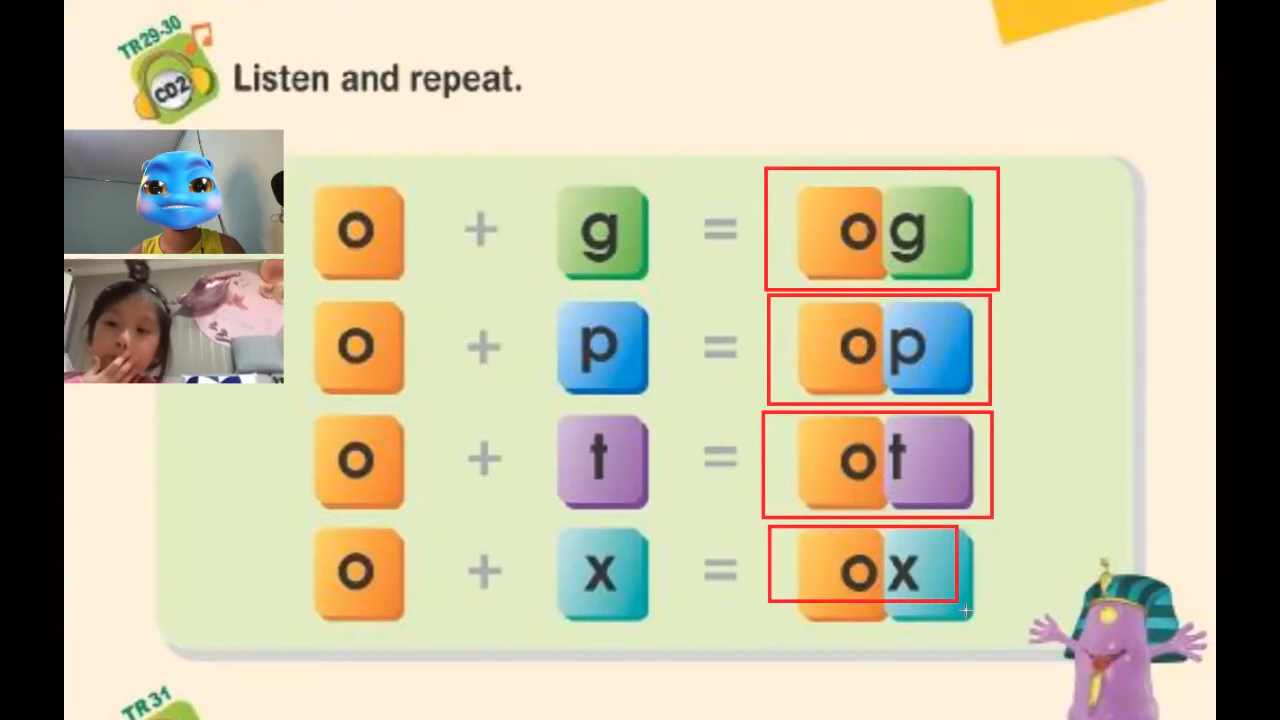 TR29-30
CD2
Listen and repeat.
o + g = og
o + p = op
o + t = ot
o + x = ox
TR31